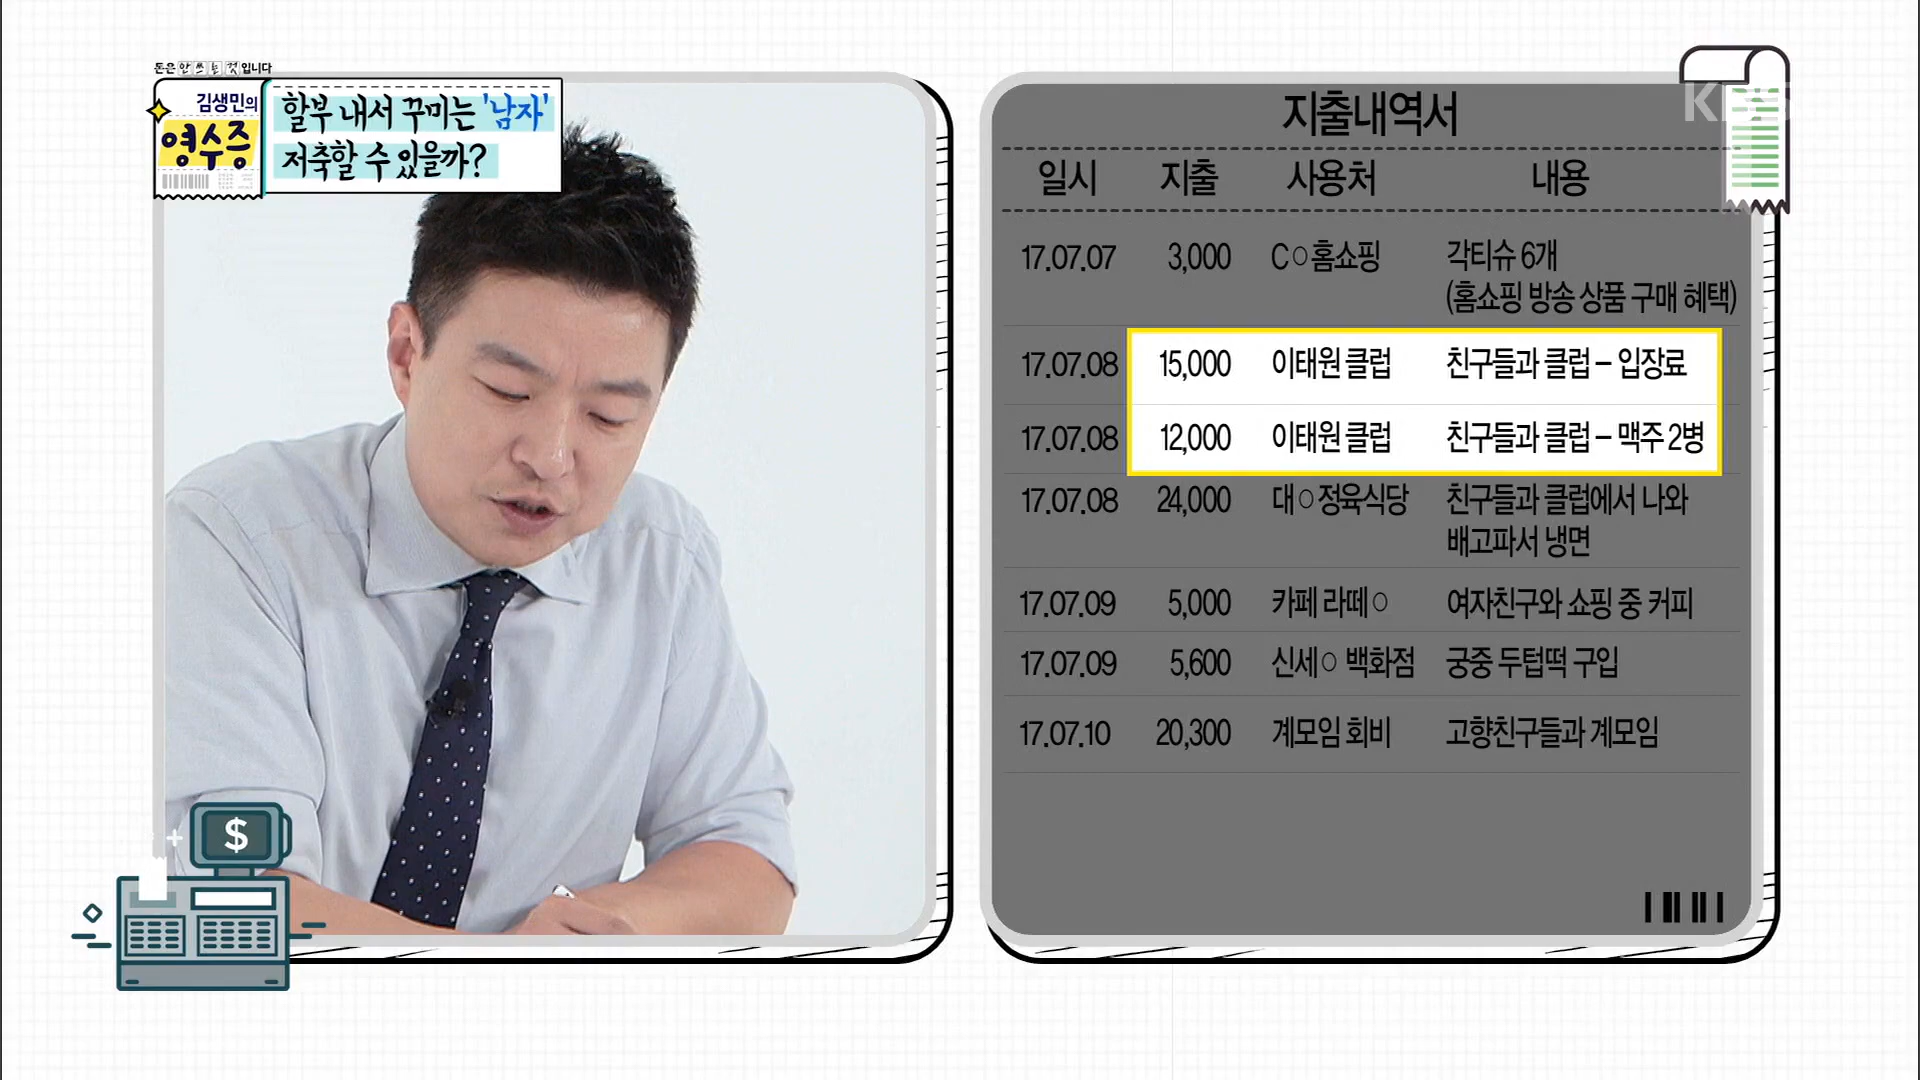 돈은 안 쓰는 것입니다
김생민의
영수증
할부 내서 꾸미는 '남자'
저축할 수 있을까?
$
KBS
지출내역서
일시 지출 사용처 내용
17.07.07 3,000 C○홈쇼핑 각티슈 6개
(홈쇼핑 방송 상품 구매 혜택)
17.07.08 15,000 이태원 클럽 친구들과 클럽 – 입장료
17.07.08 12,000 이태원 클럽 친구들과 클럽 – 맥주 2병
17.07.08 24,000 대○정육식당 친구들과 클럽에서 나와
배고파서 냉면
17.07.09 5,000 카페 라떼○ 여자친구와 쇼핑 중 커피
17.07.09 5,600 신세○ 백화점 궁중 두텁떡 구입
17.07.10 20,300 계모임 회비 고향친구들과 계모임